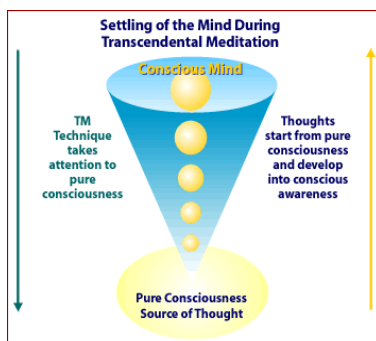 Settling of the Mind During
Transcendental Meditation
Conscious Mind
TM
Technique
takes
attention to
pure
consciousness
Thoughts
start from pure
consciousness
and develop
into conscious
awareness
Pure Consciousness
Source of Thought